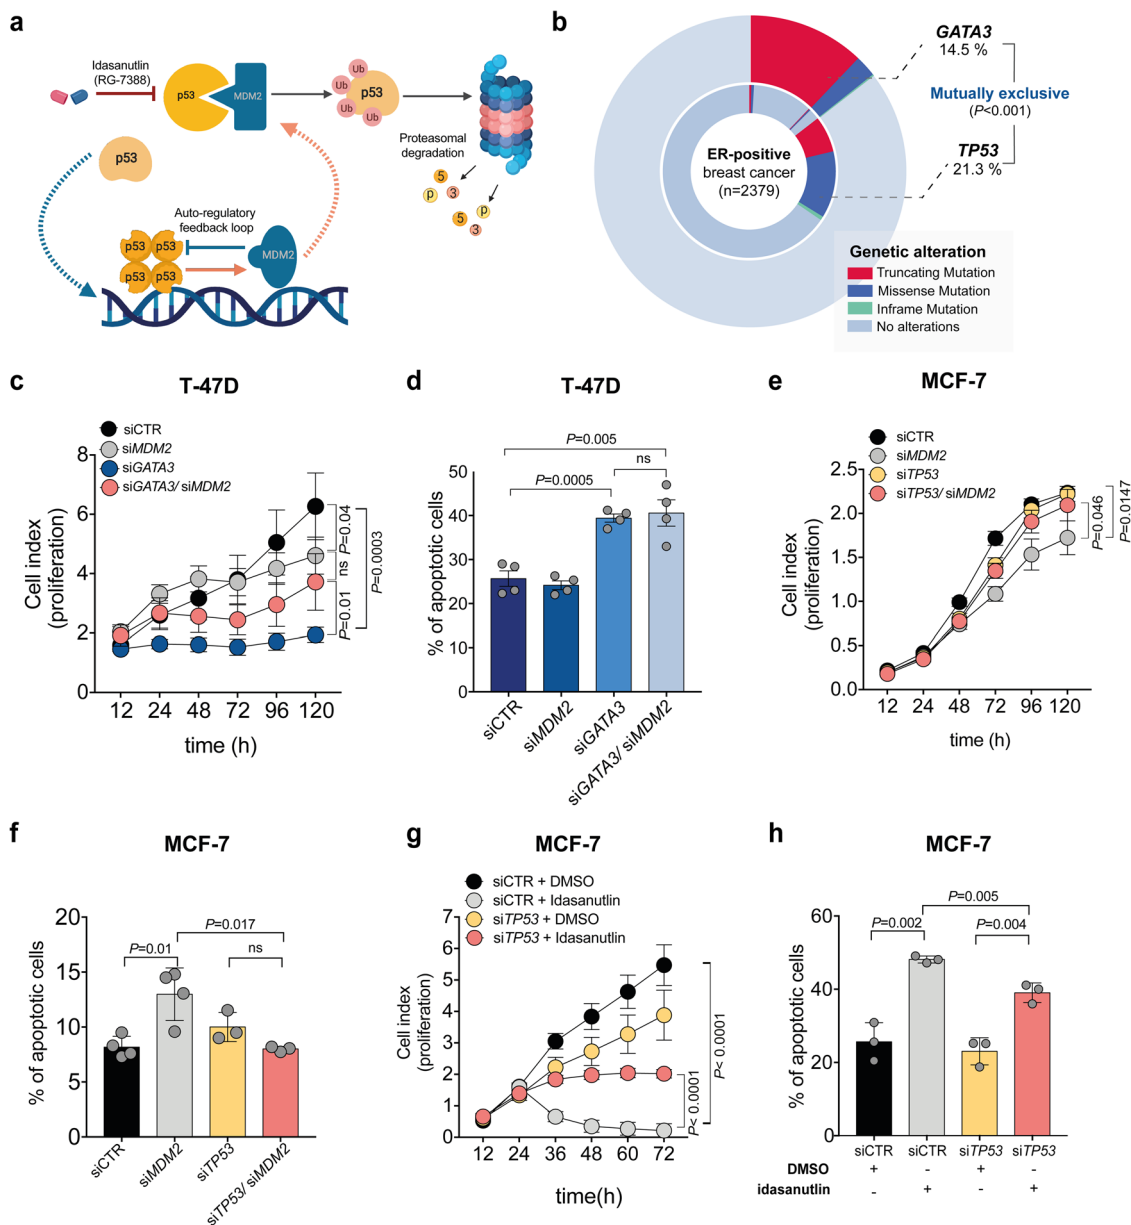 a
Idasanutlin
(RG-7388)
p53
MDM2
Ub
Ub
Ub
Ub
Ub
p53
Proteasomal
degradation
5
p
3
p
5
3
p53
Auto-regulatory
feedback loop
p53 p53
p53 p53
MDM2
b
ER-positive
breast cancer
(n=2379)
GATA3
14.5 %
Mutually exclusive
(P<0.001)
TP53
21.3 %
Genetic alteration
Truncating Mutation
Missense Mutation
Inframe Mutation
No alterations
c
T-47D
siCTR
siMDM2
siGATA3
siGATA3/ siMDM2
Cell index
(proliferation)
8
6
4
2
0
12 24 48 72 96 120
time (h)
P=0.04
ns
P=0.01
P=0.0003
d
T-47D
P=0.005
ns
P=0.0005
% of apoptotic cells
50
40
30
20
10
0
siCTR
siMDM2
siGATA3
siGATA3/ siMDM2
e
MCF-7
siCTR
siMDM2
siTP53
siTP53/ siMDM2
Cell index
(proliferation)
2.5
2.0
1.5
1.0
0.5
0.0
12 24 48 72 96 120
time (h)
P=0.046
P=0.0147
f
MCF-7
P=0.017
P=0.01
ns
% of apoptotic cells
20
15
10
5
0
siCTR
siMDM2
siTP53
siTP53/ siMDM2
g
MCF-7
siCTR + DMSO
siCTR + Idasanutlin
siTP53 + DMSO
siTP53 + Idasanutlin
Cell index
(proliferation)
7
6
5
4
3
2
1
0
12 24 36 48 60 72
time(h)
P< 0.0001
P< 0.0001
h
MCF-7
P=0.005
P=0.002
P=0.004
% of apoptotic cells
60
40
20
0
siCTR siCTR siTP53 siTP53
DMSO + - + -
idasanutlin - + - +